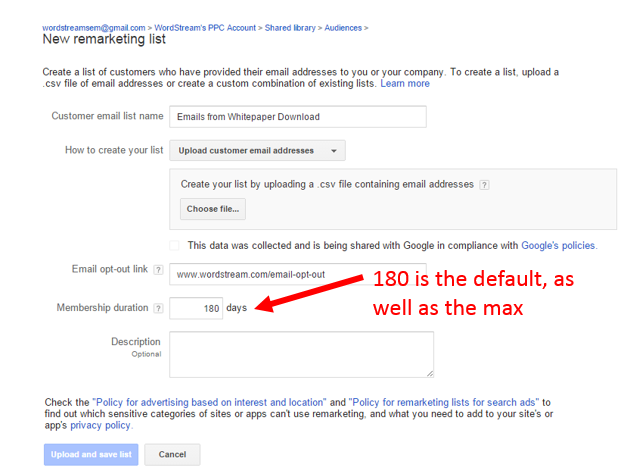 wordstreamsem@gmail.com > WordStream's PPC Account > Shared library > Audiences >
New remarketing list
Create a list of customers who have provided their email addresses to you or your company. To create a list, upload a
.csv file of email addresses or create a custom combination of existing lists. Learn more
Customer email list name Emails from Whitepaper Download
How to create your list Upload customer email addresses
Create your list by uploading a .csv file containing email addresses ?
Choose file...
This data was collected and is being shared with Google in compliance with Google's policies.
Email opt-out link ? www.wordstream.com/email-opt-out
180 is the default, as
well as the max
Membership duration ? 180 days
Description
Optional
Check the "Policy for advertising based on interest and location" and "Policy for remarketing lists for search ads" to
find out which sensitive categories of sites or apps can't use remarketing, and what you need to add to your site's or
app's privacy policy.
Upload and save list Cancel